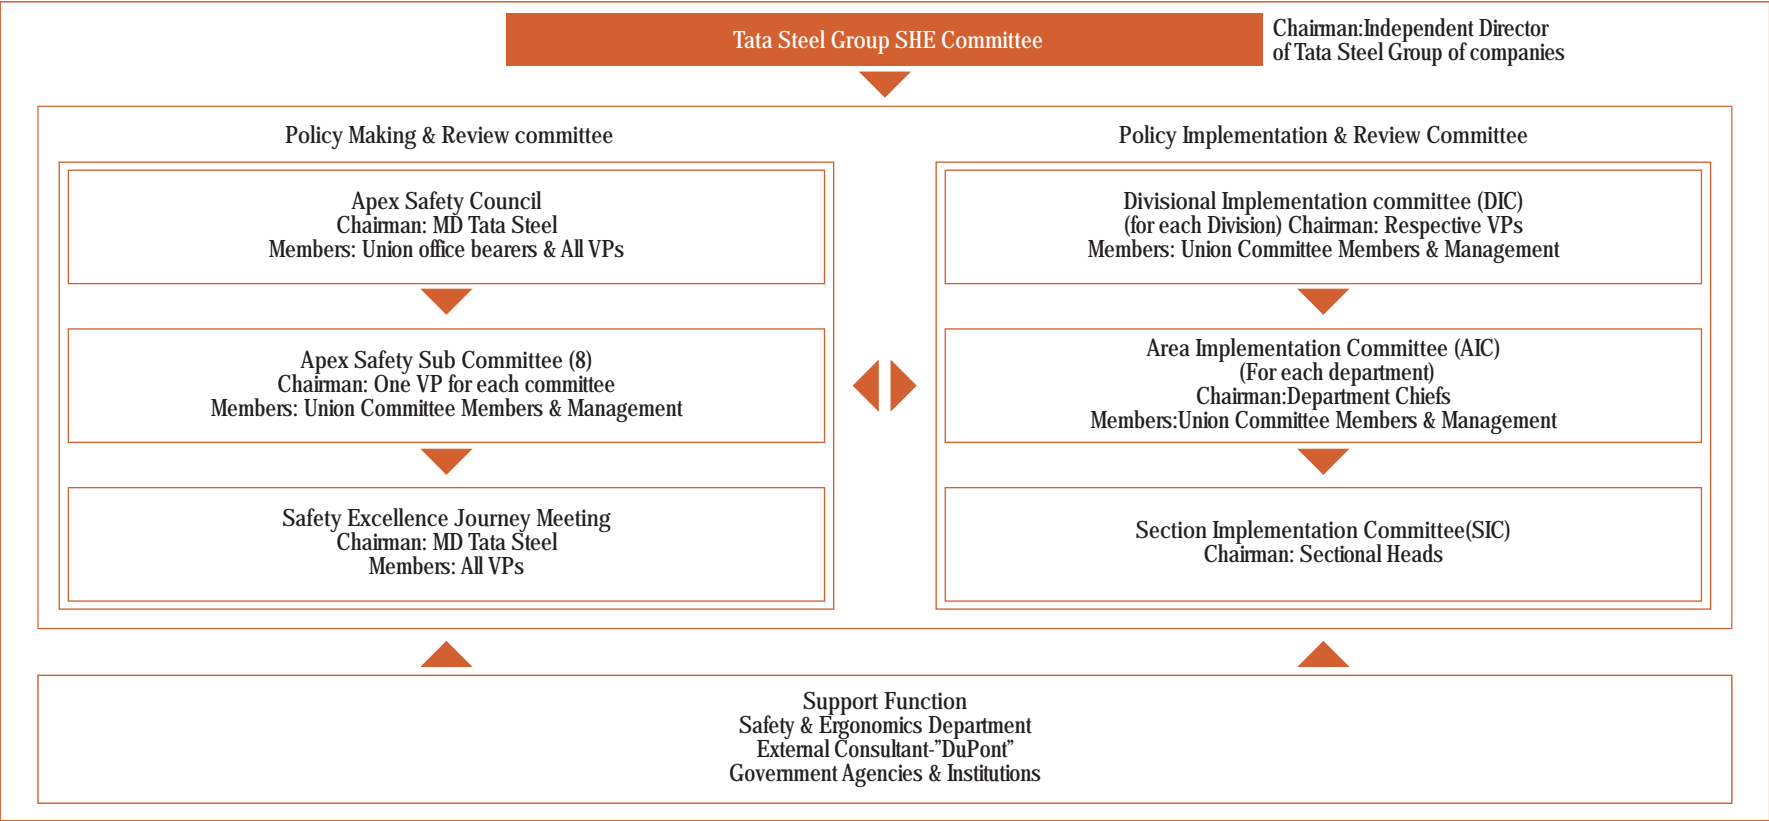 Tata Steel Group SHE Committee
Chairman:Independent Director
of Tata Steel Group of companies
Policy Making & Review committee
Apex Safety Council
Chairman: MD Tata Steel
Members: Union office bearers & All VPs
Apex Safety Sub Committee (8)
Chairman: One VP for each committee
Members: Union Committee Members & Management
Safety Excellence Journey Meeting
Chairman: MD Tata Steel
Members: All VPs
Policy Implementation & Review Committee
Divisional Implementation committee (DIC)
(for each Division) Chairman: Respective VPs
Members: Union Committee Members & Management
Area Implementation Committee (AIC)
(For each department)
Chairman:Department Chiefs
Members:Union Committee Members & Management
Section Implementation Committee(SIC)
Chairman: Sectional Heads
Support Function
Safety & Ergonomics Department
External Consultant-”DuPont”
Government Agencies & Institutions